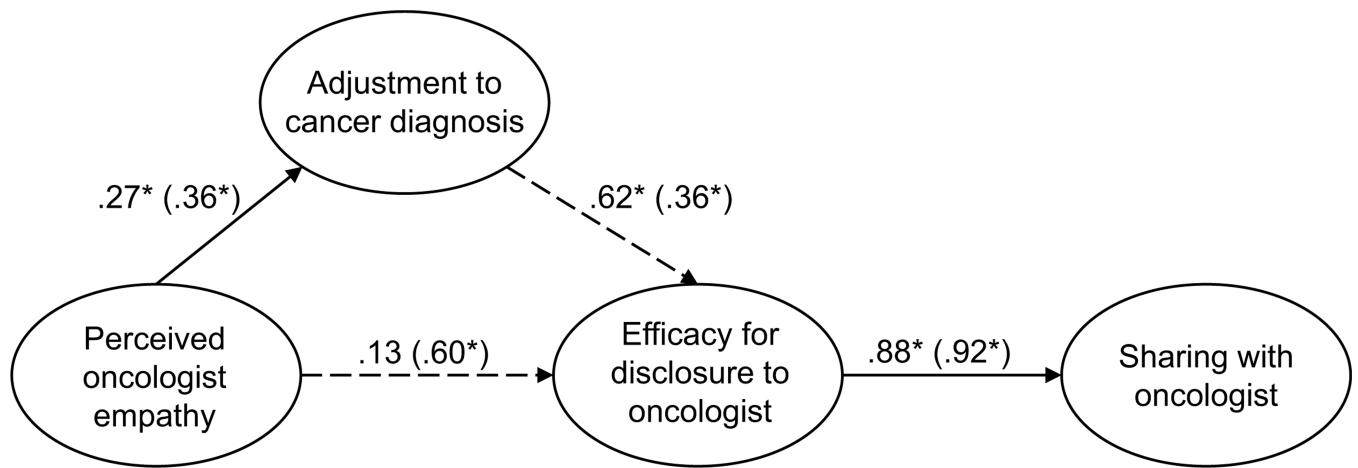 Adjustment to
cancer diagnosis
.27* (.36*)
.62* (.36*)
Perceived
oncologist
empathy
.13 (.60*)
Efficacy for
disclosure to
oncologist
.88* (.92*)
Sharing with
oncologist